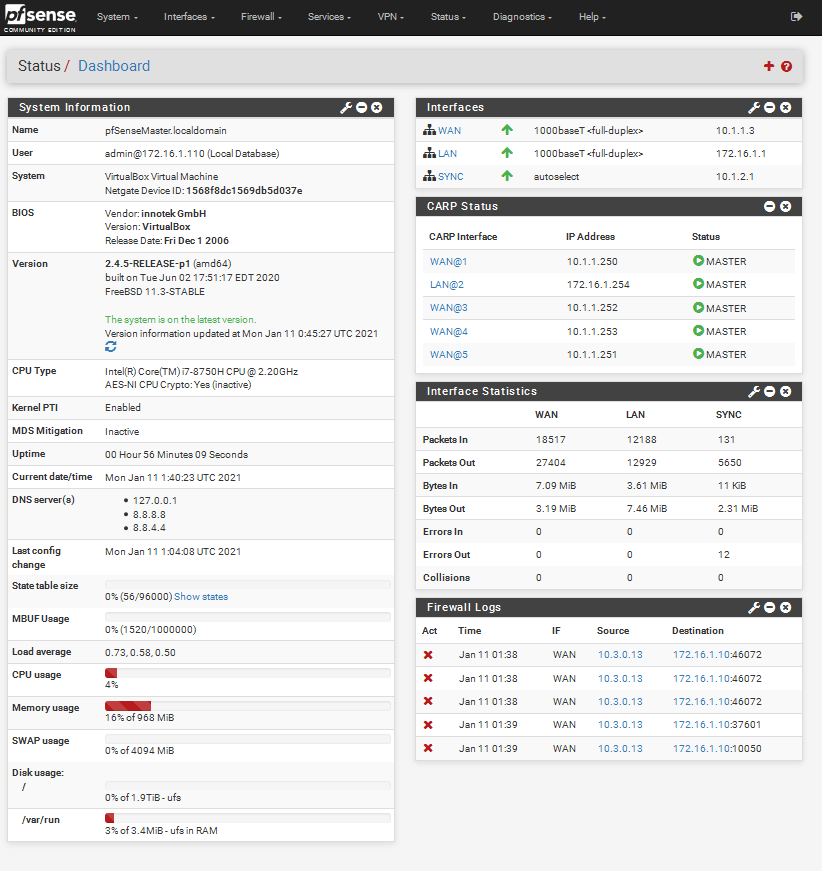 pfsense
COMMUNITY EDITION
System Interfaces Firewall Services VPN Status Diagnostics Help
Status / Dashboard
System Information
Name pfSenseMaster.localdomain
User admin@172.16.1.110 (Local Database)
System VirtualBox Virtual Machine
Netgate Device ID: 1568f8dc1569db5d037e
BIOS Vendor: innotek GmbH
Version: VirtualBox
Release Date: Fri Dec 1 2006
Version 2.4.5-RELEASE-p1 (amd64)
built on Tue Jun 02 17:51:17 EDT 2020
FreeBSD 11.3-STABLE
The system is on the latest version.
Version information updated at Mon Jan 11 0:45:27 UTC 2021
CPU Type Intel(R) Core(TM) i7-8750H CPU @ 2.20GHz
AES-NI CPU Crypto: Yes (inactive)
Kernel PTI Enabled
MDS Mitigation Inactive
Uptime 00 Hour 56 Minutes 09 Seconds
Current date/time Mon Jan 11 1:40:23 UTC 2021
DNS server(s) 127.0.0.1
8.8.8.8
8.8.4.4
Last config Mon Jan 11 1:04:08 UTC 2021
change
State table size
0% (56/96000) Show states
MBUF Usage
0% (1520/1000000)
Load average 0.73, 0.58, 0.50
CPU usage
4%
Memory usage
16% of 968 MiB
SWAP usage
0% of 4094 MiB
Disk usage:
/
0% of 1.9TiB - ufs
/var/run
3% of 3.4MiB - ufs in RAM
Interfaces
WAN 1000baseT <full-duplex> 10.1.1.3
LAN 1000baseT <full-duplex> 172.16.1.1
SYNC autoselect 10.1.2.1
CARP Status
CARP Interface IP Address Status
WAN@1 10.1.1.250 MASTER
LAN@2 172.16.1.254 MASTER
WAN@3 10.1.1.252 MASTER
WAN@4 10.1.1.253 MASTER
WAN@5 10.1.1.251 MASTER
Interface Statistics
WAN LAN SYNC
Packets In 18517 12188 131
Packets Out 27404 12929 5650
Bytes In 7.09 MiB 3.61 MiB 11 KiB
Bytes Out 3.19 MiB 7.46 MiB 2.31 MiB
Errors In 0 0 0
Errors Out 0 0 12
Collisions 0 0 0
Firewall Logs
Act Time IF Source Destination
Jan 11 01:38 WAN 10.3.0.13 172.16.1.10:46072
Jan 11 01:38 WAN 10.3.0.13 172.16.1.10:46072
Jan 11 01:38 WAN 10.3.0.13 172.16.1.10:46072
Jan 11 01:39 WAN 10.3.0.13 172.16.1.10:37601
Jan 11 01:39 WAN 10.3.0.13 172.16.1.10:10050